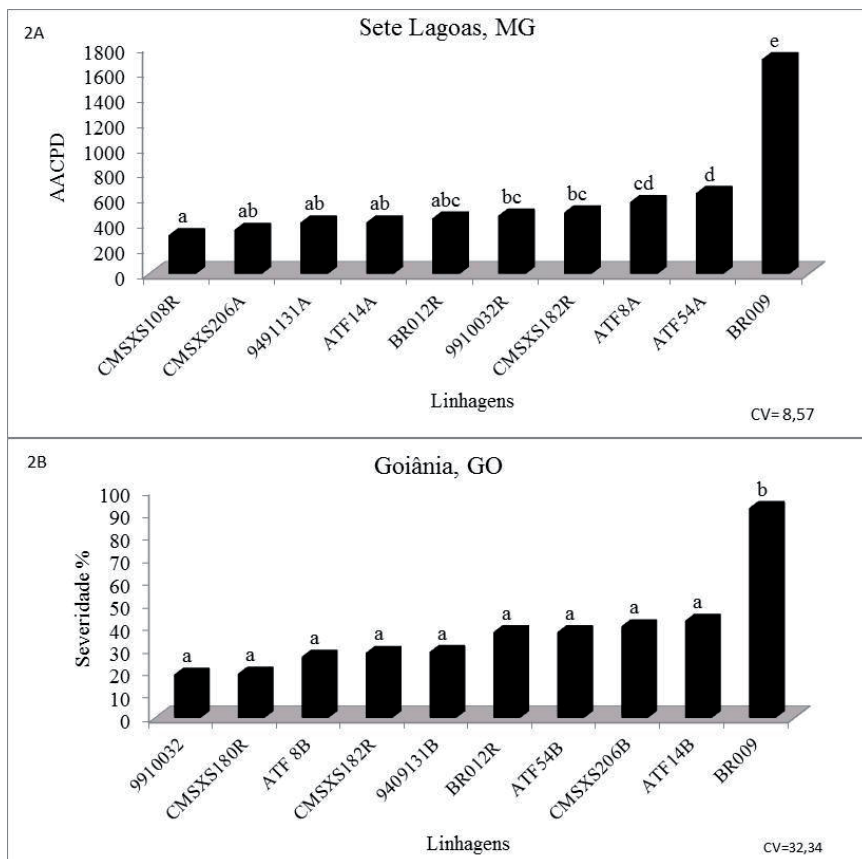 2A
Sete Lagoas, MG
AACPD
1800
1600
1400
1200
1000
800
600
400
200
0
a
ab
ab
ab
abc
bc
bc
cd
d
e
CMSXS108R
CMSXS206A
9491131A
ATF14A
BR012R
9910032R
CMSXS182R
ATF8A
ATF54A
BR009
Linhagens
CV= 8,57
2B
Goiânia, GO
Severidade %
100
90
80
70
60
50
40
30
20
10
0
a
a
a
a
a
a
a
a
a
b
9910032
CMSXS180R
ATF 8B
CMSXS182R
9409131B
BR012R
ATF54B
CMSXS206B
ATF14B
BR009
Linhagens
CV=32,34